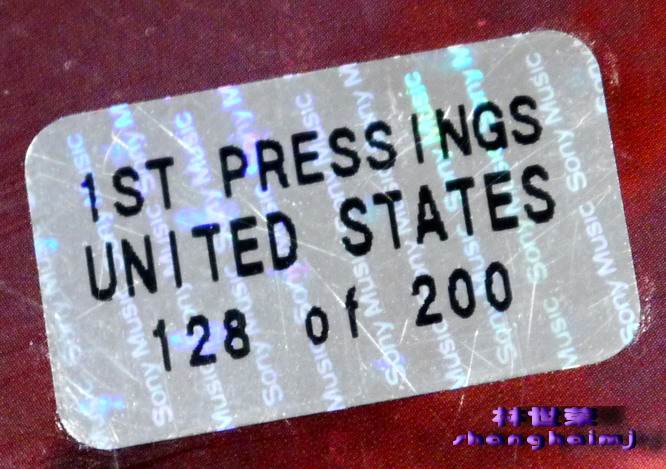 1ST PRESSINGS
UNITED STATES
128 of 200
Sony Music
林世荣
shanghaimj